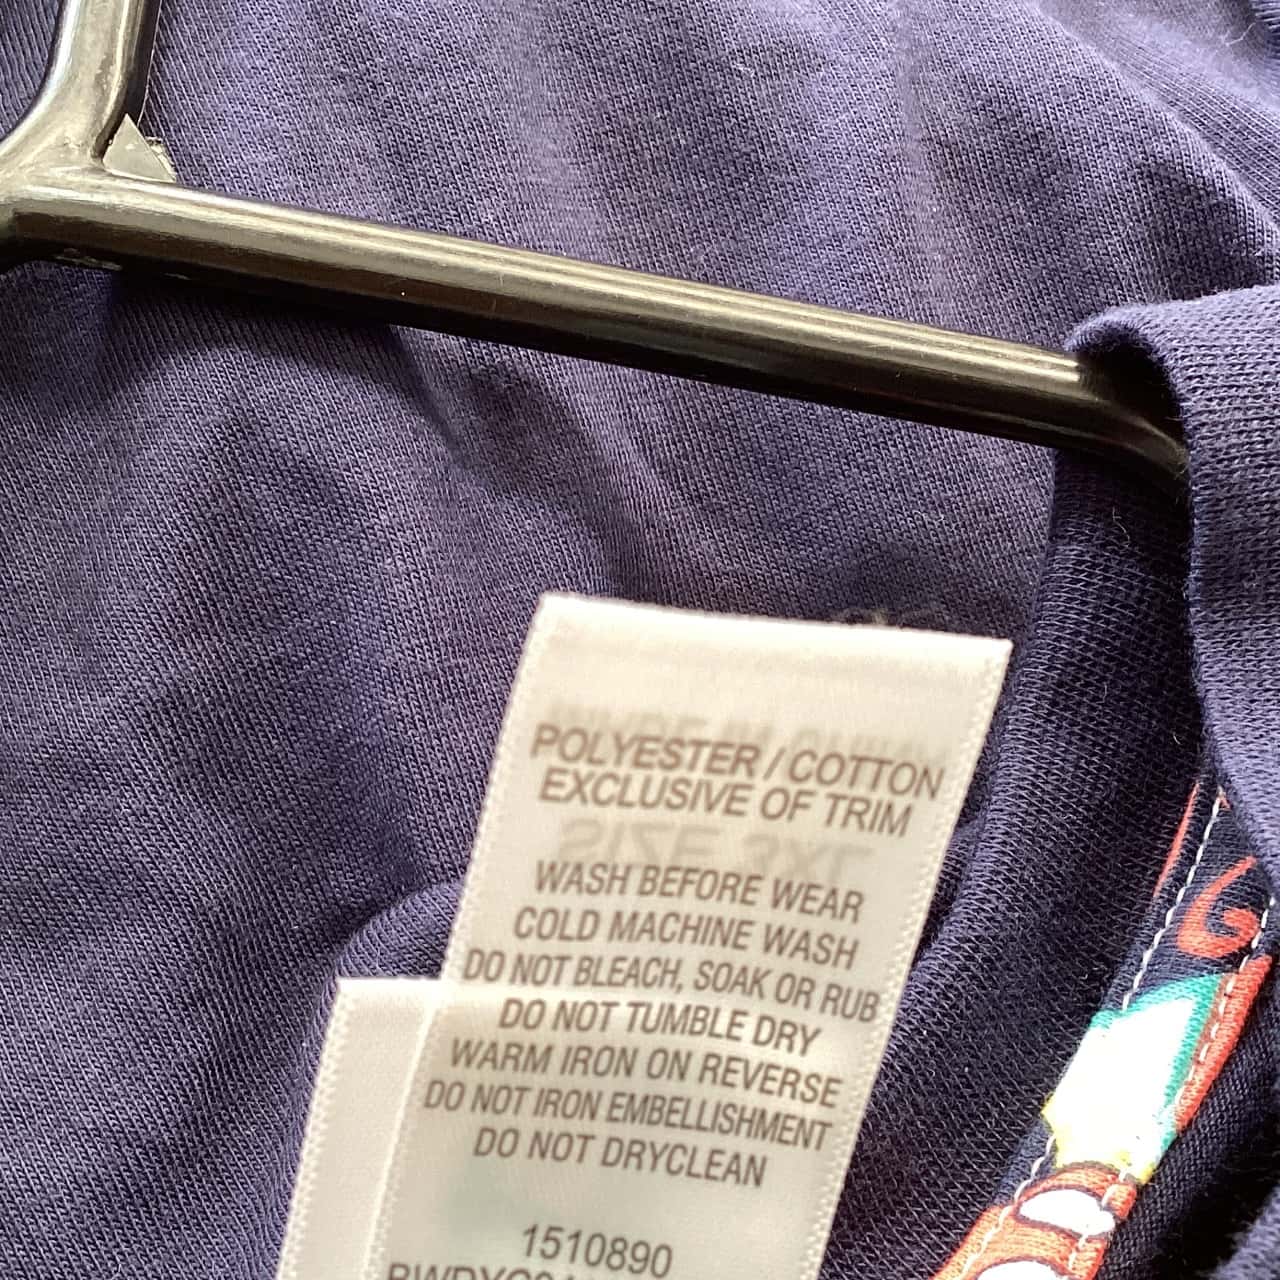 POLYESTER / COTTON
EXCLUSIVE OF TRIM
WASH BEFORE WEAR
COLD MACHINE WASH
DO NOT BLEACH, SOAK OR RUB
DO NOT TUMBLE DRY
WARM IRON ON REVERSE
DO NOT IRON EMBELLISHMENT
DO NOT DRYCLEAN
1510890